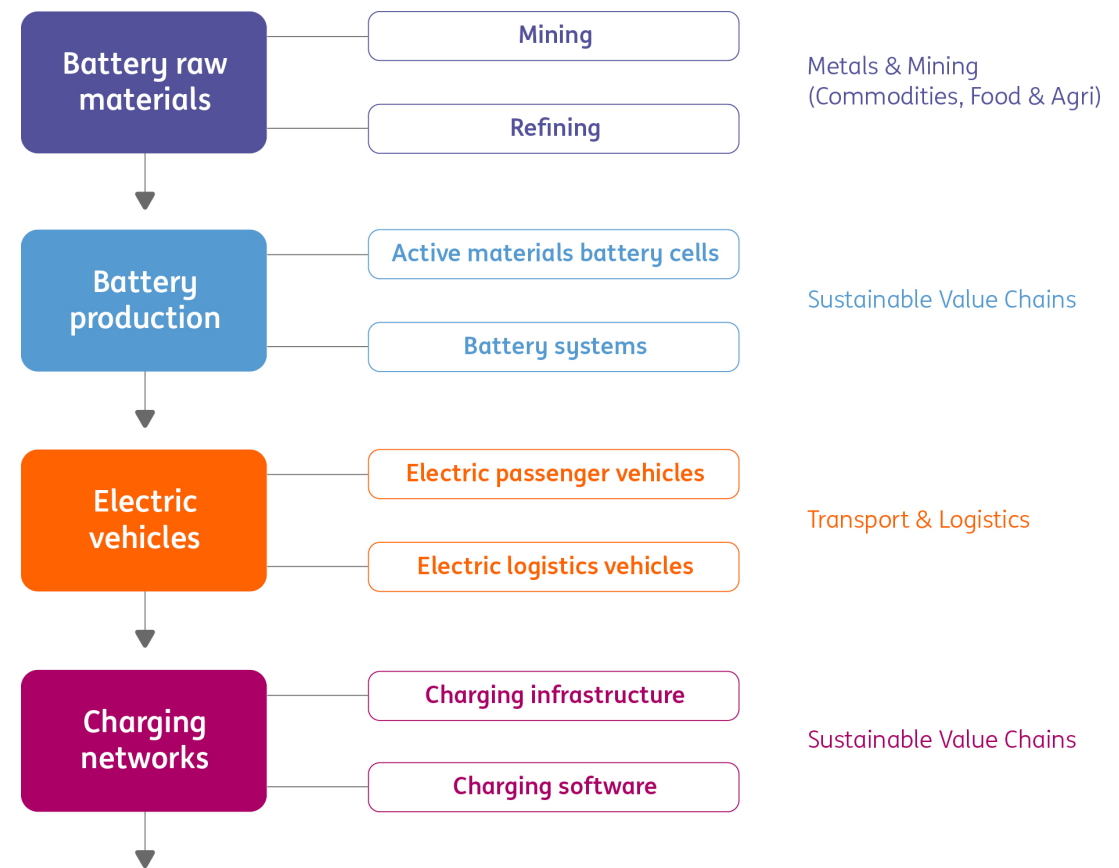 Battery raw
materials
Mining
Refining
Metals & Mining
(Commodities, Food & Agri)
Battery
production
Active materials battery cells
Battery systems
Sustainable Value Chains
Electric
vehicles
Electric passenger vehicles
Electric logistics vehicles
Transport & Logistics
Charging
networks
Charging infrastructure
Charging software
Sustainable Value Chains